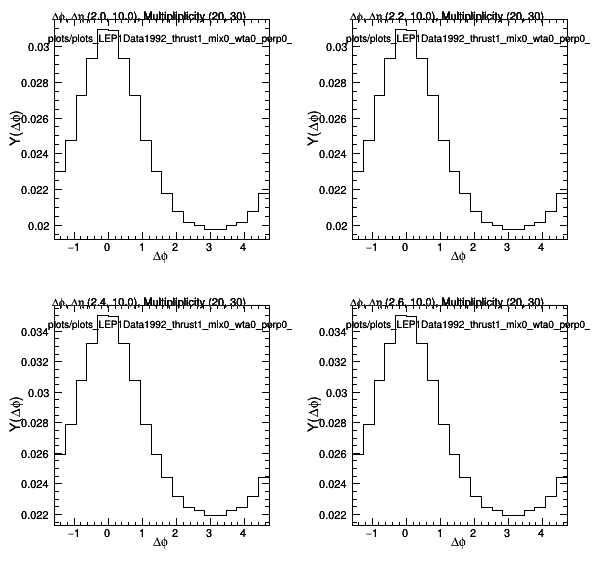 Δφ, Δη (2.0, 10.0), Multipliplicity (20, 30)
plots/plots_LEP1Data1992_thrust1_mix0_wta0_perp0_
Y(Δφ)
0.03
0.028
0.026
0.024
0.022
0.02
−1 0 1 2 3 4
Δφ
Δφ, Δη (2.2, 10.0), Multipliplicity (20, 30)
plots/plots_LEP1Data1992_thrust1_mix0_wta0_perp0_
Y(Δφ)
0.03
0.028
0.026
0.024
0.022
0.02
−1 0 1 2 3 4
Δφ
Δφ, Δη (2.4, 10.0), Multipliplicity (20, 30)
plots/plots_LEP1Data1992_thrust1_mix0_wta0_perp0_
Y(Δφ)
0.034
0.032
0.03
0.028
0.026
0.024
0.022
−1 0 1 2 3 4
Δφ
Δφ, Δη (2.6, 10.0), Multipliplicity (20, 30)
plots/plots_LEP1Data1992_thrust1_mix0_wta0_perp0_
Y(Δφ)
0.034
0.032
0.03
0.028
0.026
0.024
0.022
−1 0 1 2 3 4
Δφ